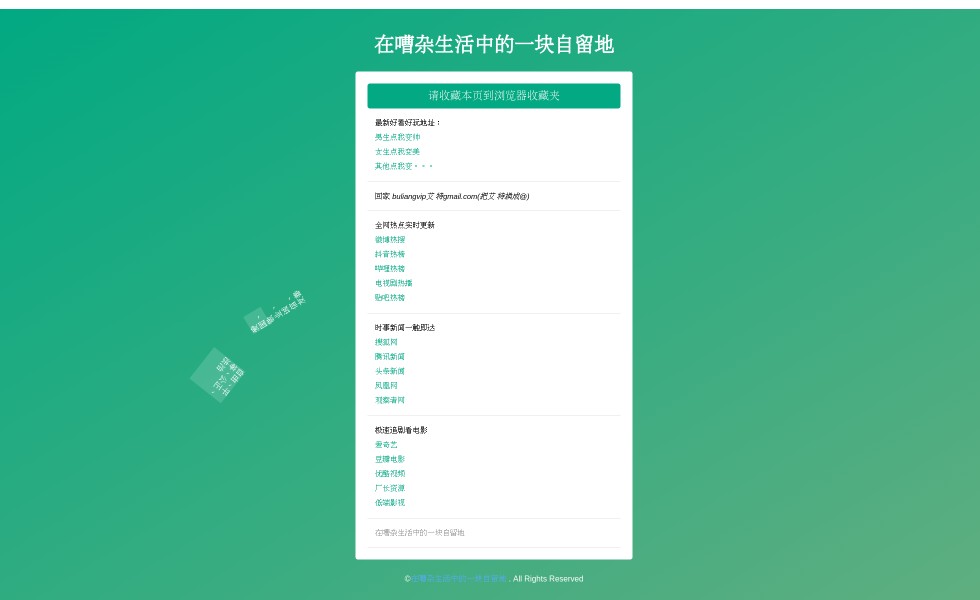 在嘈杂生活中的一块自留地
请收藏本页到浏览器收藏夹
最新好看好玩地址：
男生点我变帅
女生点我变美
其他点我变・・・
回家 buliangvip艾 特gmail.com(把艾 特换成@)
全网热点实时更新
微博热搜
抖音热榜
哔哩热榜
电视剧热播
贴吧热榜
时事新闻一触即达
搜狐网
腾讯新闻
头条新闻
凤凰网
观察者网
极速追剧看电影
爱奇艺
豆瓣电影
优酷视频
厂长资源
低端影视
在嘈杂生活中的一块自留地
©在嘈杂生活中的一块自留地 . All Rights Reserved